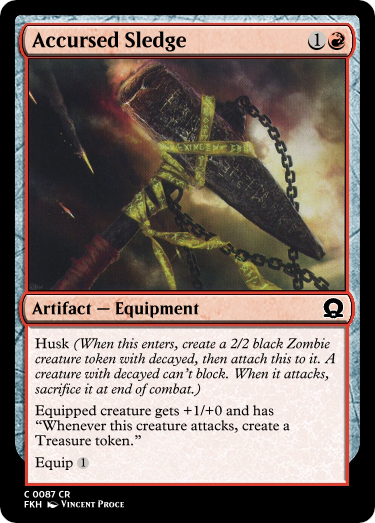 Accursed Sledge 1
Artifact — Equipment
Husk (When this enters, create a 2/2 black Zombie
creature token with decayed, then attach this to it. A
creature with decayed can't block. When it attacks,
sacrifice it at end of combat.)
Equipped creature gets +1/+0 and has
“Whenever this creature attacks, create a
Treasure token.”
Equip 1
C 0087 CR
FKH VINCENT PROCE